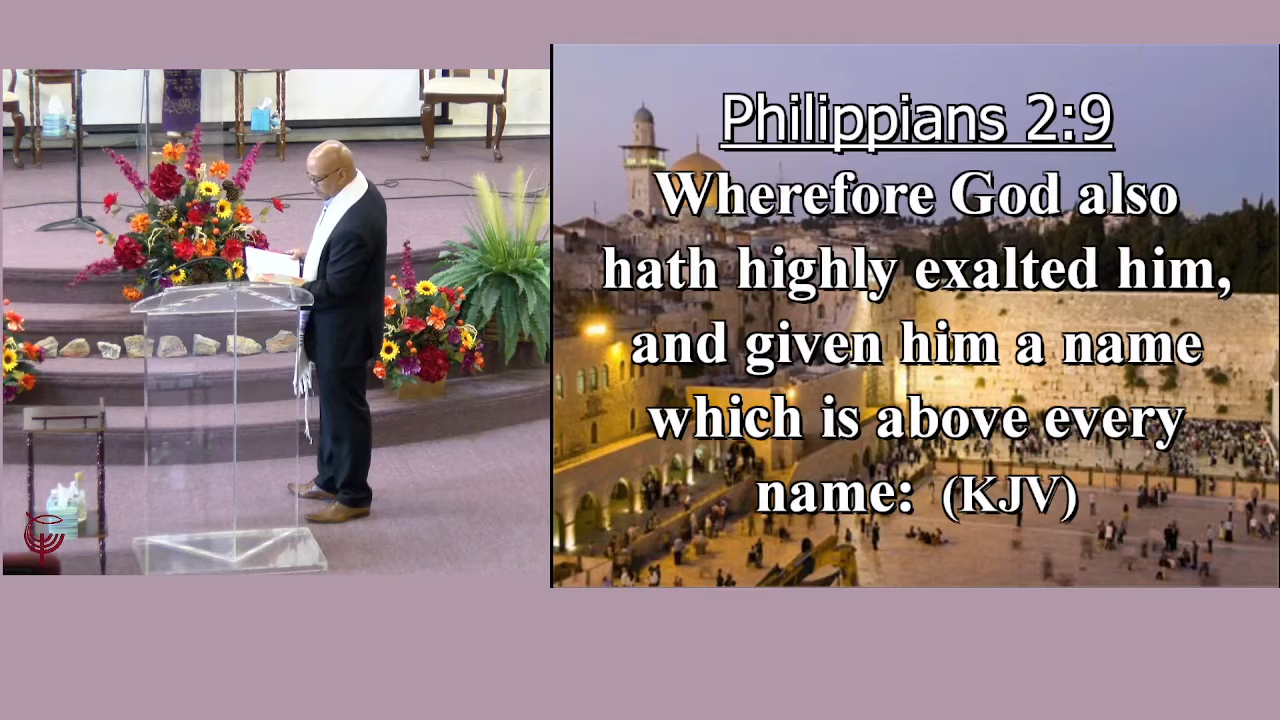 Philippians 2:9
Wherefore God also
hath highly exalted him,
and given him a name
which is above every
name: (KJV)